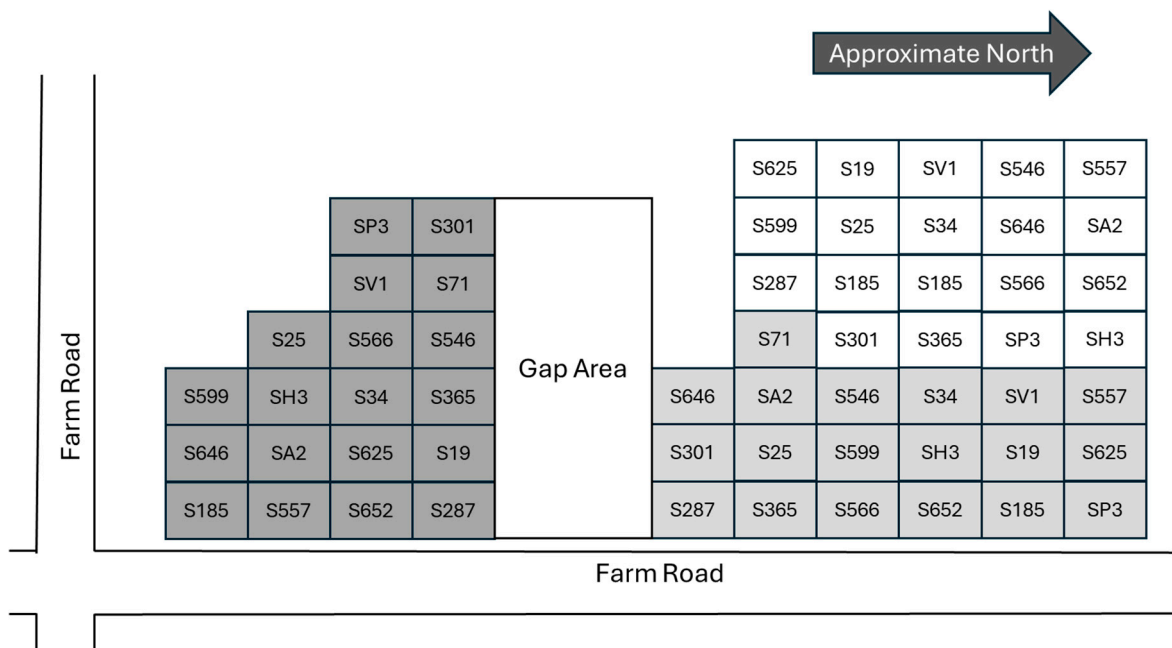 Approximate North
S625 S19 SV1 S546 S557
SP3 S301 S599 S25 S34 S646 SA2
SV1 S71 S287 S185 S185 S566 S652
S25 S566 S546 S71 S301 S365 SP3 SH3
Gap Area
S599 SH3 S34 S365 S646 SA2 S546 S34 SV1 S557
Farm Road
S646 SA2 S625 S19 S301 S25 S599 SH3 S19 S625
S185 S557 S652 S287 S287 S365 S566 S652 S185 SP3
Farm Road